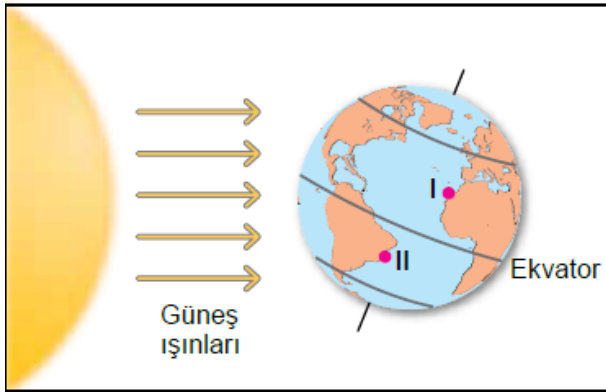 I
II
Ekvator
Güneş
ışınları